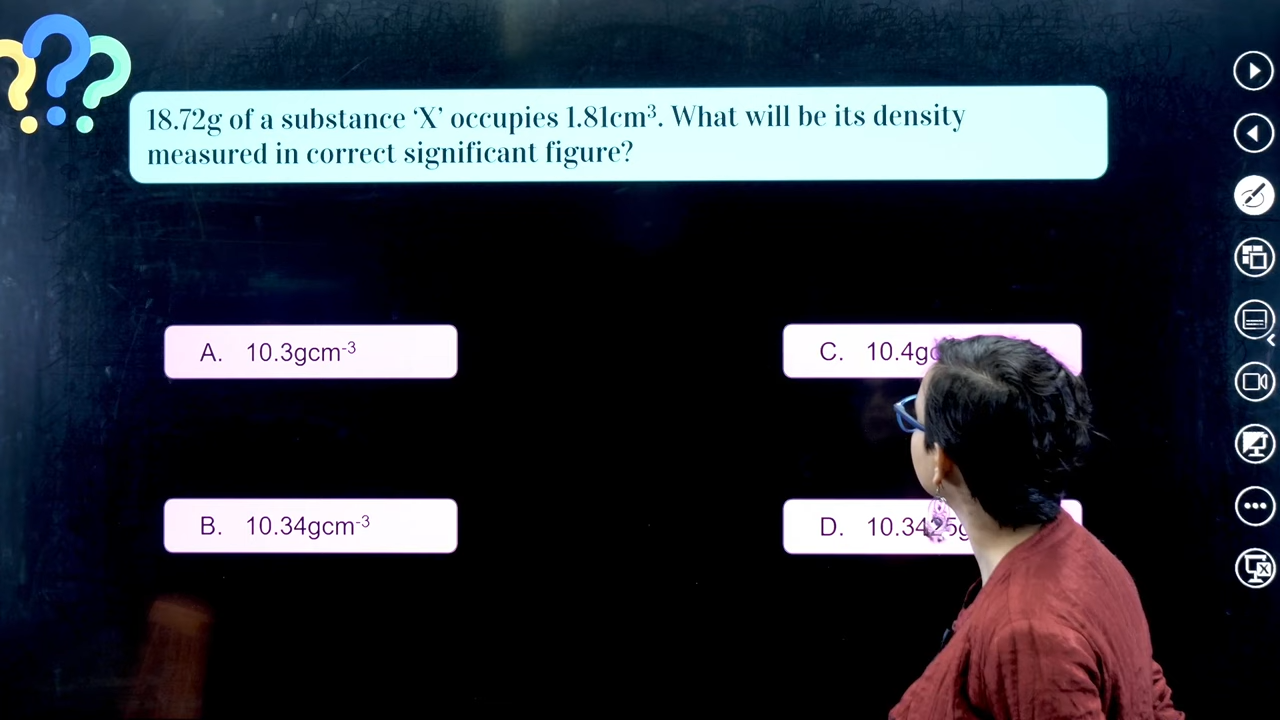 18.72g of a substance ‘X’ occupies 1.81cm³. What will be its density
measured in correct significant figure?
A. 10.3gcm⁻³
C. 10.4g
B. 10.34gcm⁻³
D. 10.3425g